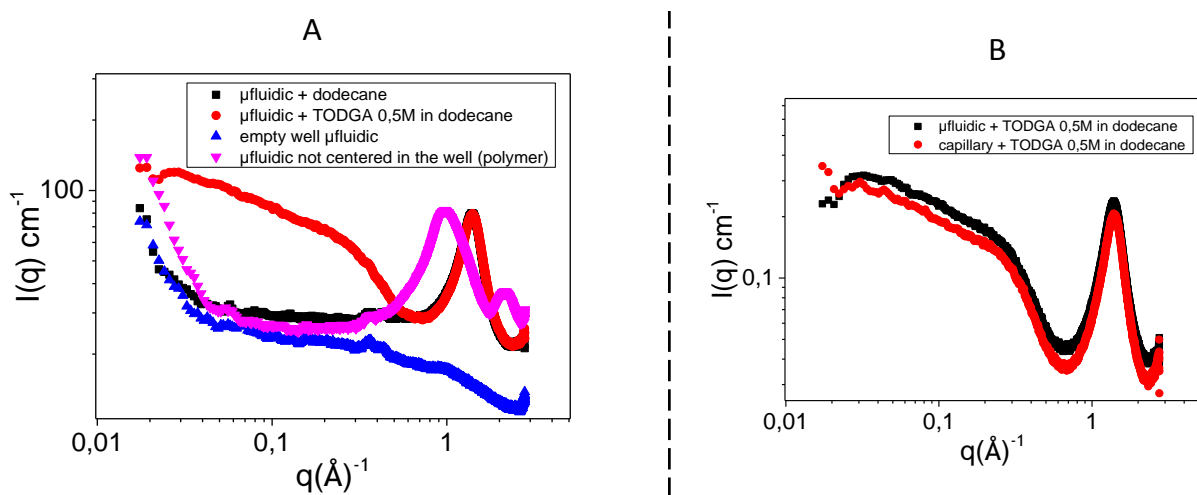 A
µfluidic + dodecane
µfluidic + TODGA 0,5M in dodecane
empty well µfluidic
µfluidic not centered in the well (polymer)
100
I(q) cm-1
0,01
0,1
1
q(Å)-1
B
µfluidic + TODGA 0,5M in dodecane
capillary + TODGA 0,5M in dodecane
0,1
I(q) cm-1
0,01
0,1
1
q(Å)-1